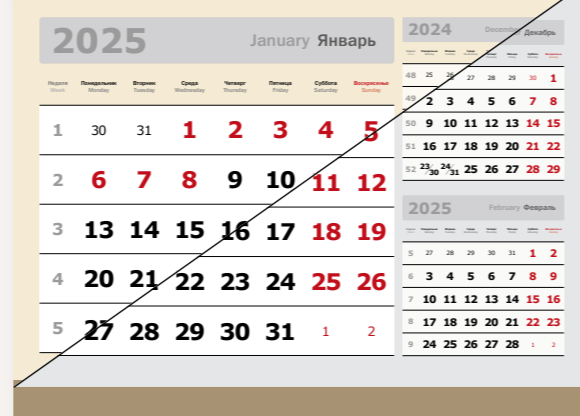 2025 January Январь
Неделя Понедельник Вторник Среда Четверг Пятница Суббота Воскресенье
Week Monday Tuesday Wednesday Thursday Friday Saturday Sunday
1 30 31 1 2 3 4 5
2 6 7 8 9 10 11 12
3 13 14 15 16 17 18 19
4 20 21 22 23 24 25 26
5 27 28 29 30 31 1 2
2024 December Декабрь
48 25 26 27 28 29 30 1
49 2 3 4 5 6 7 8
50 9 10 11 12 13 14 15
51 16 17 18 19 20 21 22
52 23/30 24/31 25 26 27 28 29
2025 February Февраль
5 27 28 29 30 31 1 2
6 3 4 5 6 7 8 9
7 10 11 12 13 14 15 16
8 17 18 19 20 21 22 23
9 24 25 26 27 28 1 2